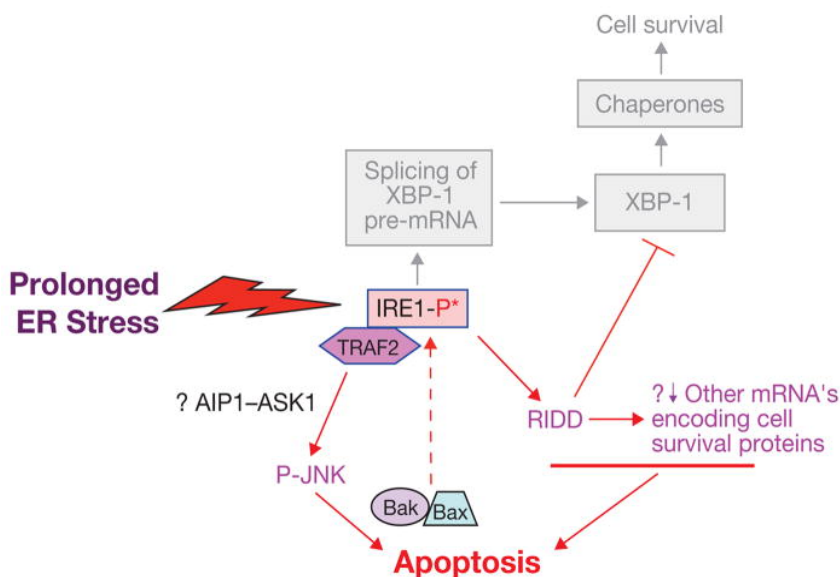 Cell survival
Chaperones
Splicing of
XBP-1
pre-mRNA
XBP-1
Prolonged
ER Stress
IRE1-P*
TRAF2
? AIP1–ASK1
RIDD
?↓ Other mRNA's
encoding cell
survival proteins
P-JNK
Bak
Bax
Apoptosis